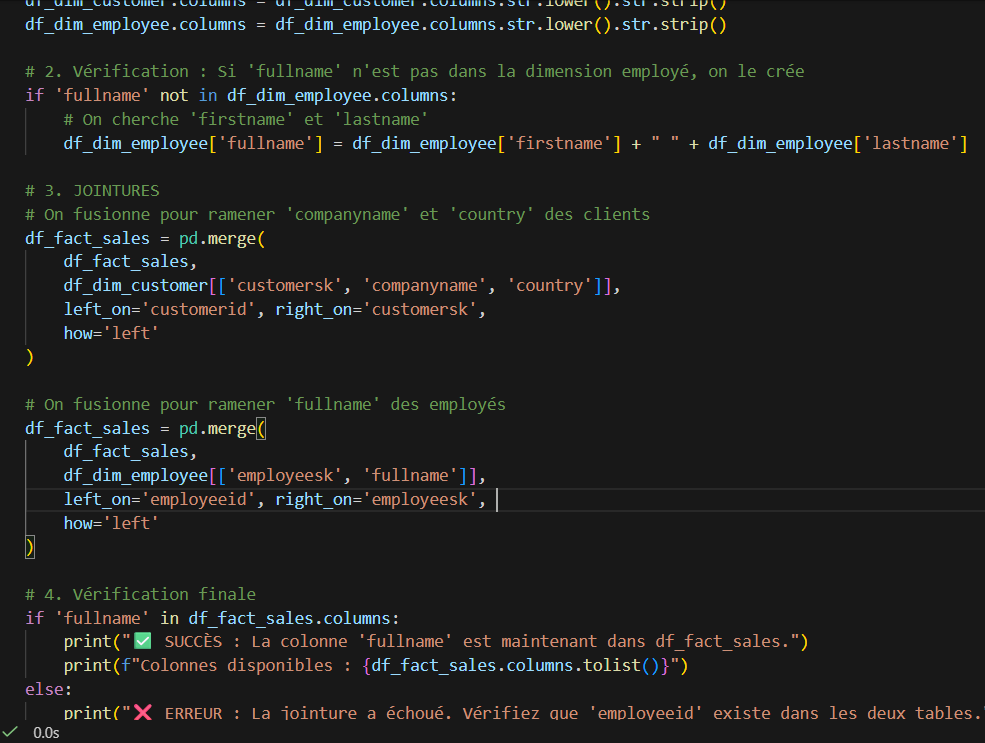 df_dim_customer.columns = df_dim_customer.columns.str.lower().str.strip()
df_dim_employee.columns = df_dim_employee.columns.str.lower().str.strip()
# 2. Vérification : Si 'fullname' n'est pas dans la dimension employé, on le crée
if 'fullname' not in df_dim_employee.columns:
    # On cherche 'firstname' et 'lastname'
    df_dim_employee['fullname'] = df_dim_employee['firstname'] + " " + df_dim_employee['lastname']
# 3. JOINTURES
# On fusionne pour ramener 'companyname' et 'country' des clients
df_fact_sales = pd.merge(
    df_fact_sales,
    df_dim_customer[['customersk', 'companyname', 'country']],
    left_on='customerid', right_on='customersk',
    how='left'
)
# On fusionne pour ramener 'fullname' des employés
df_fact_sales = pd.merge(
    df_fact_sales,
    df_dim_employee[['employeesk', 'fullname']],
    left_on='employeeid', right_on='employeesk',
    how='left'
)
# 4. Vérification finale
if 'fullname' in df_fact_sales.columns:
    print("✅ SUCCÈS : La colonne 'fullname' est maintenant dans df_fact_sales.")
    print(f"Colonnes disponibles : {df_fact_sales.columns.tolist()}")
else:
    print("❌ ERREUR : La jointure a échoué. Vérifiez que 'employeeid' existe dans les deux tables."
0.0s